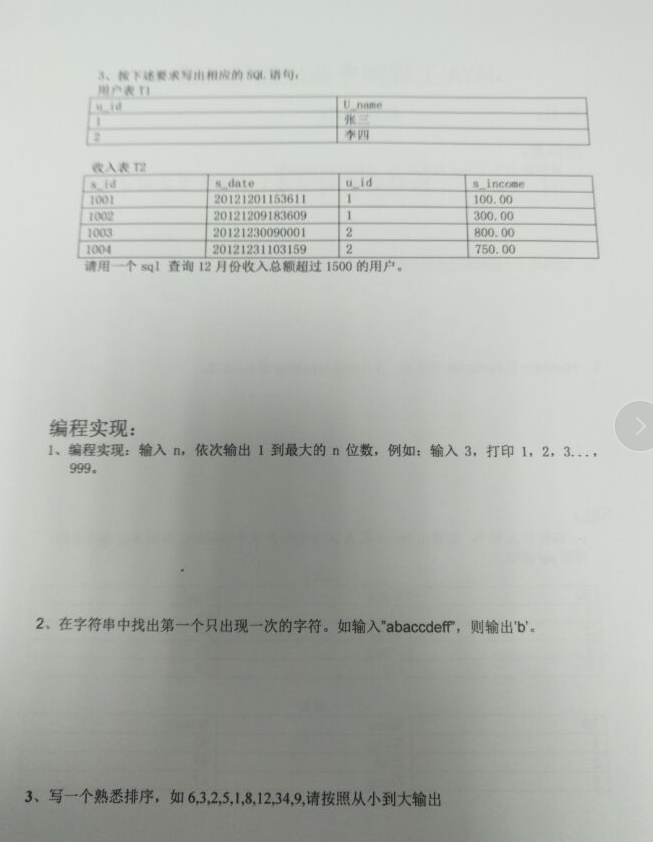 3、按下述要求写出相应的 SQL 语句:
用户表 T1
u_id U_name
1 张三
2 李四
收入表 T2
s_id s_date u_id s_income
1001 20121201153611 1 100.00
1002 20121209183609 1 300.00
1003 20121230090001 2 800.00
1004 20121231103159 2 750.00
请用一个 sql 查询 12 月份收入总额超过 1500 的用户。
编程实现:
1、编程实现:输入 n,依次输出 1 到最大的 n 位数,例如:输入 3,打印 1,2,3...,
999。
2、在字符串中找出第一个只出现一次的字符。如输入"abaccdeff",则输出'b'。
3、写一个熟悉排序,如 6,3,2,5,1,8,12,34,9,请按照从小到大输出